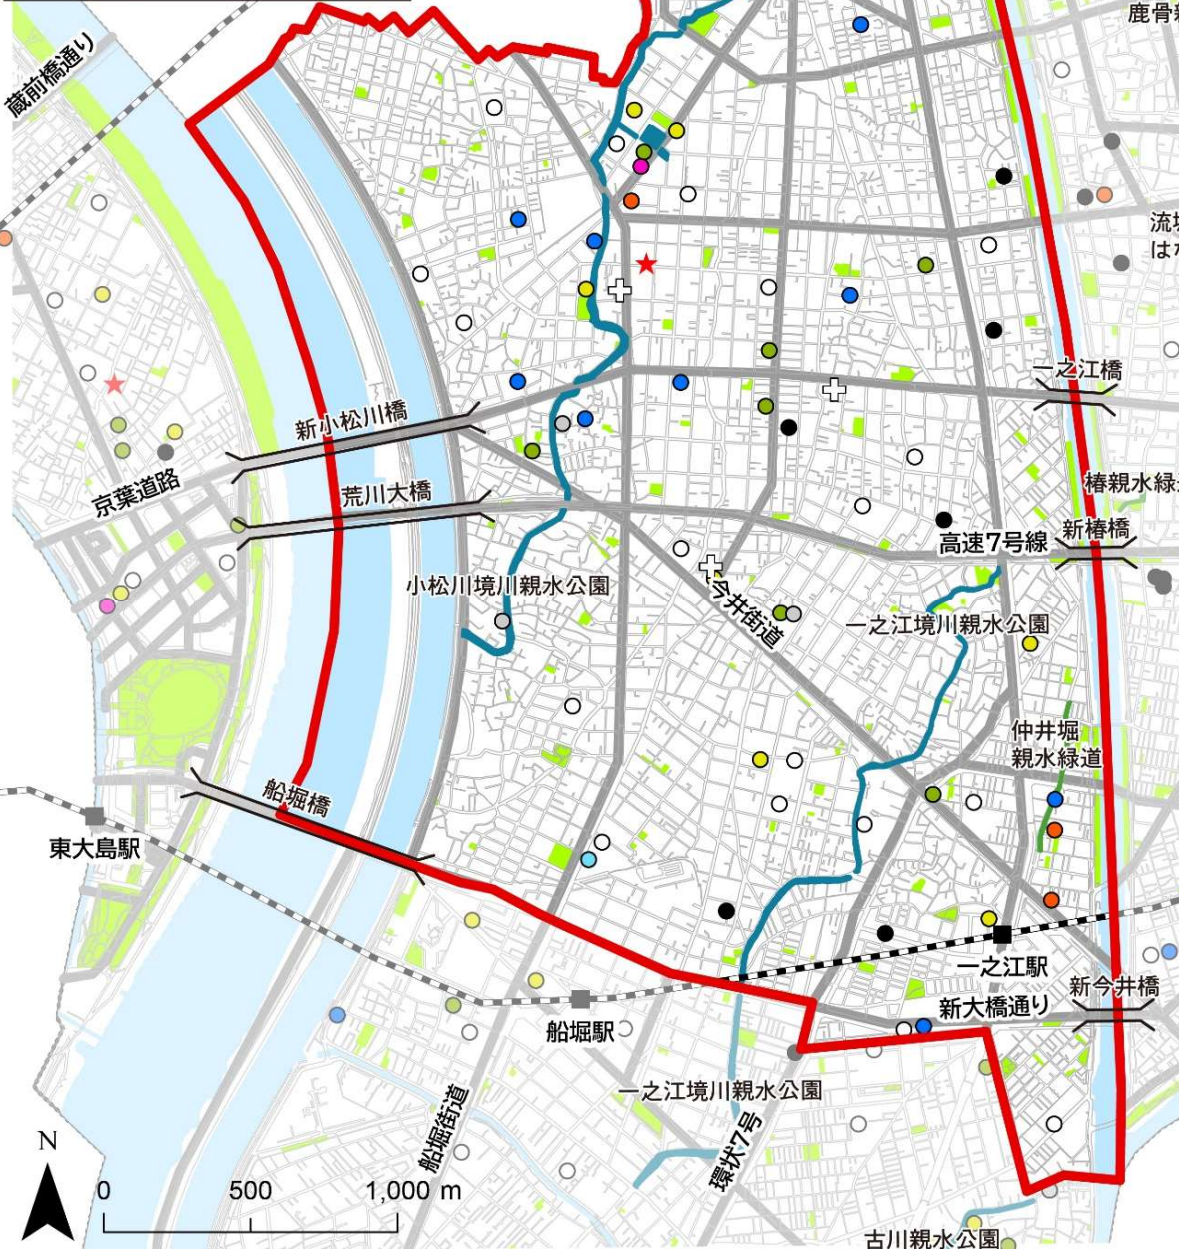 鹿骨
蔵前橋通り
流
は
一之江橋
新小松川橋
京葉道路
荒川大橋
椿親水緑
新椿橋
高速7号線
小松川境川親水公園
今井街道
一之江境川親水公園
仲井堀
親水緑道
船堀橋
東大島駅
一之江駅
新今井橋
新大橋通り
船堀駅
一之江境川親水公園
船堀街道
環状7号
N
0 500 1,000 m
古川親水公園